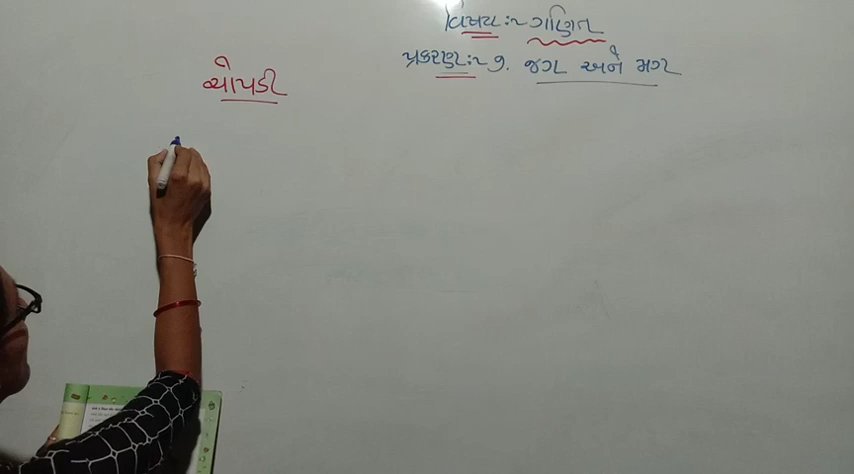 વિષય :~ ગણિત
પ્રકરણ :~ ૭. જગ અને મગ
ચોપડી